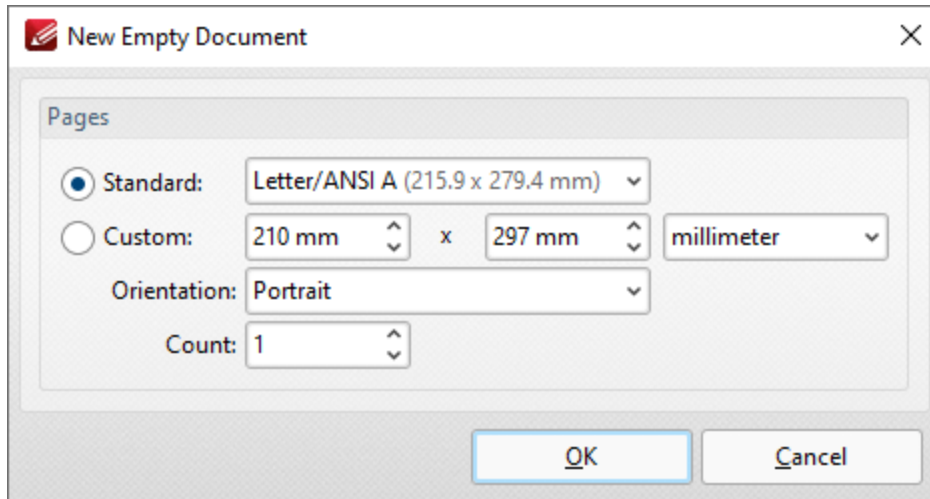 New Empty Document
Pages
Standard: Letter/ANSI A (215.9 x 279.4 mm)
Custom: 210 mm x 297 mm millimeter
Orientation: Portrait
Count: 1
OK Cancel